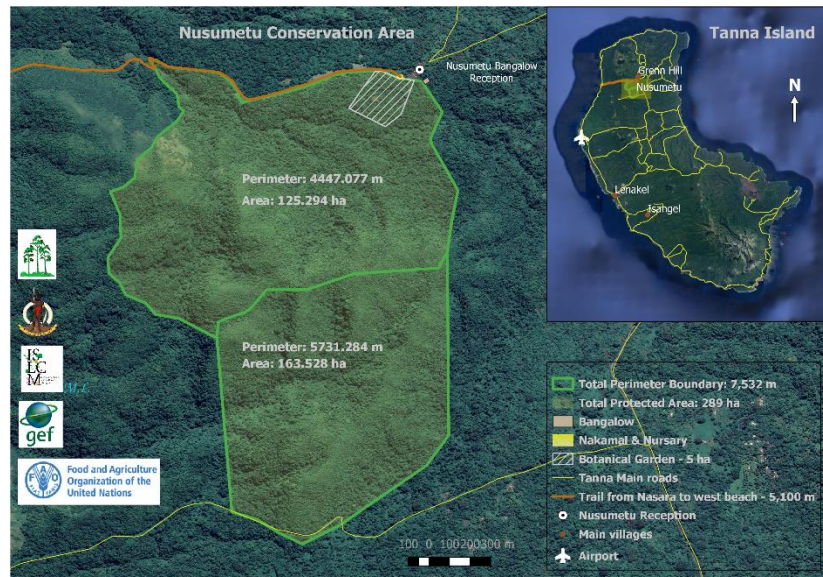 Nusumetu Conservation Area
Nusumetu Bangalow
Reception
Perimeter: 4447.077 m
Area: 125.294 ha
Perimeter: 5731.284 m
Area: 163.528 ha
IS
LC
M
gef
Food and Agriculture
Organization of the
United Nations
100 0 100200300 m
Tanna Island
Grenn Hill
Nusumetu
N
Lenakel
Isangel
Total Perimeter Boundary: 7,532 m
Total Protected Area: 289 ha
Bangalow
Nakamal & Nursary
Botanical Garden - 5 ha
Tanna Main roads
Trail from Nasara to west beach - 5,100 m
Nusumetu Reception
Main villages
Airport